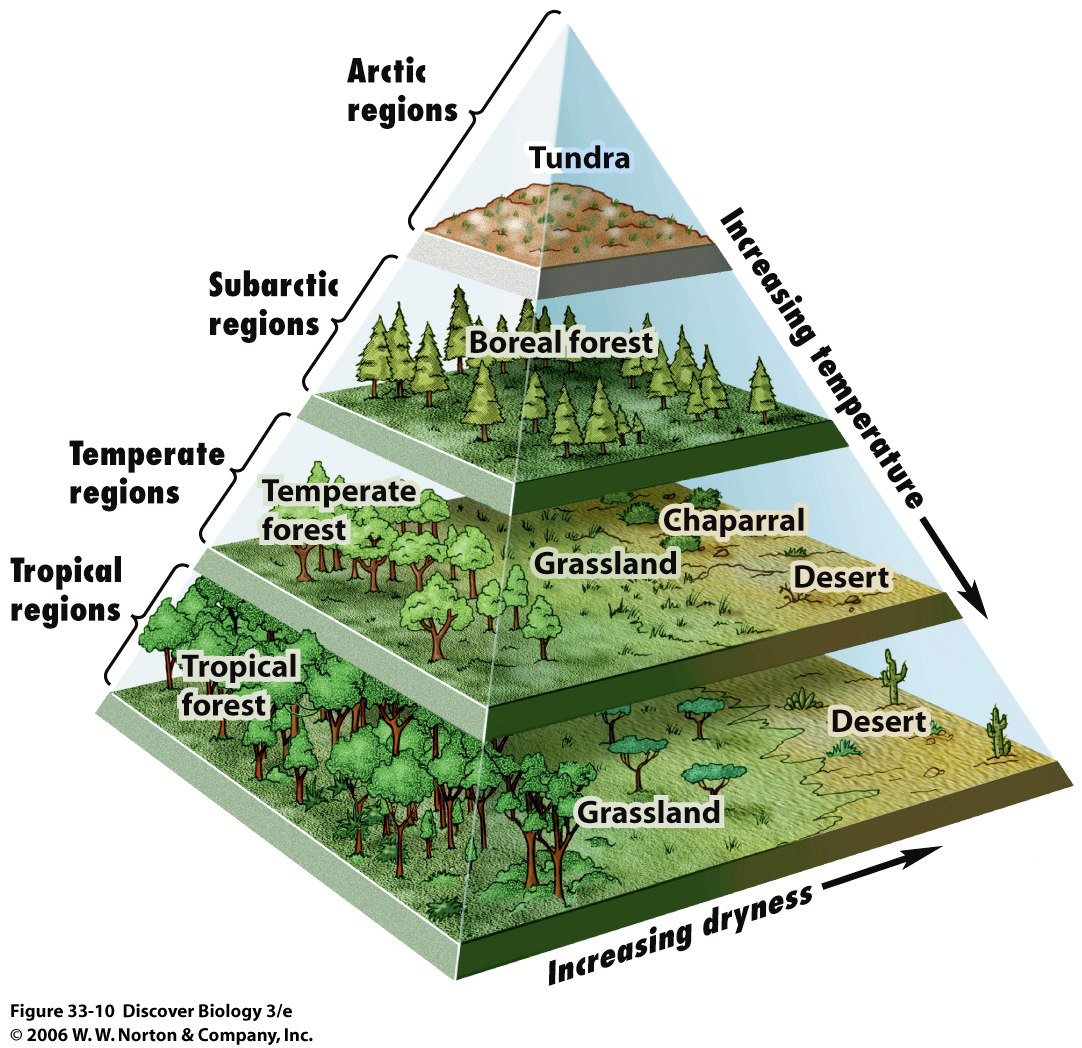 Arctic
regions
Tundra
Increasing temperature
Subarctic
regions
Boreal forest
Temperate
regions
Temperate
forest
Chaparral
Grassland
Desert
Tropical
regions
Tropical
forest
Desert
Grassland
Increasing dryness
Figure 33-10 Discover Biology 3/e
© 2006 W. W. Norton & Company, Inc.